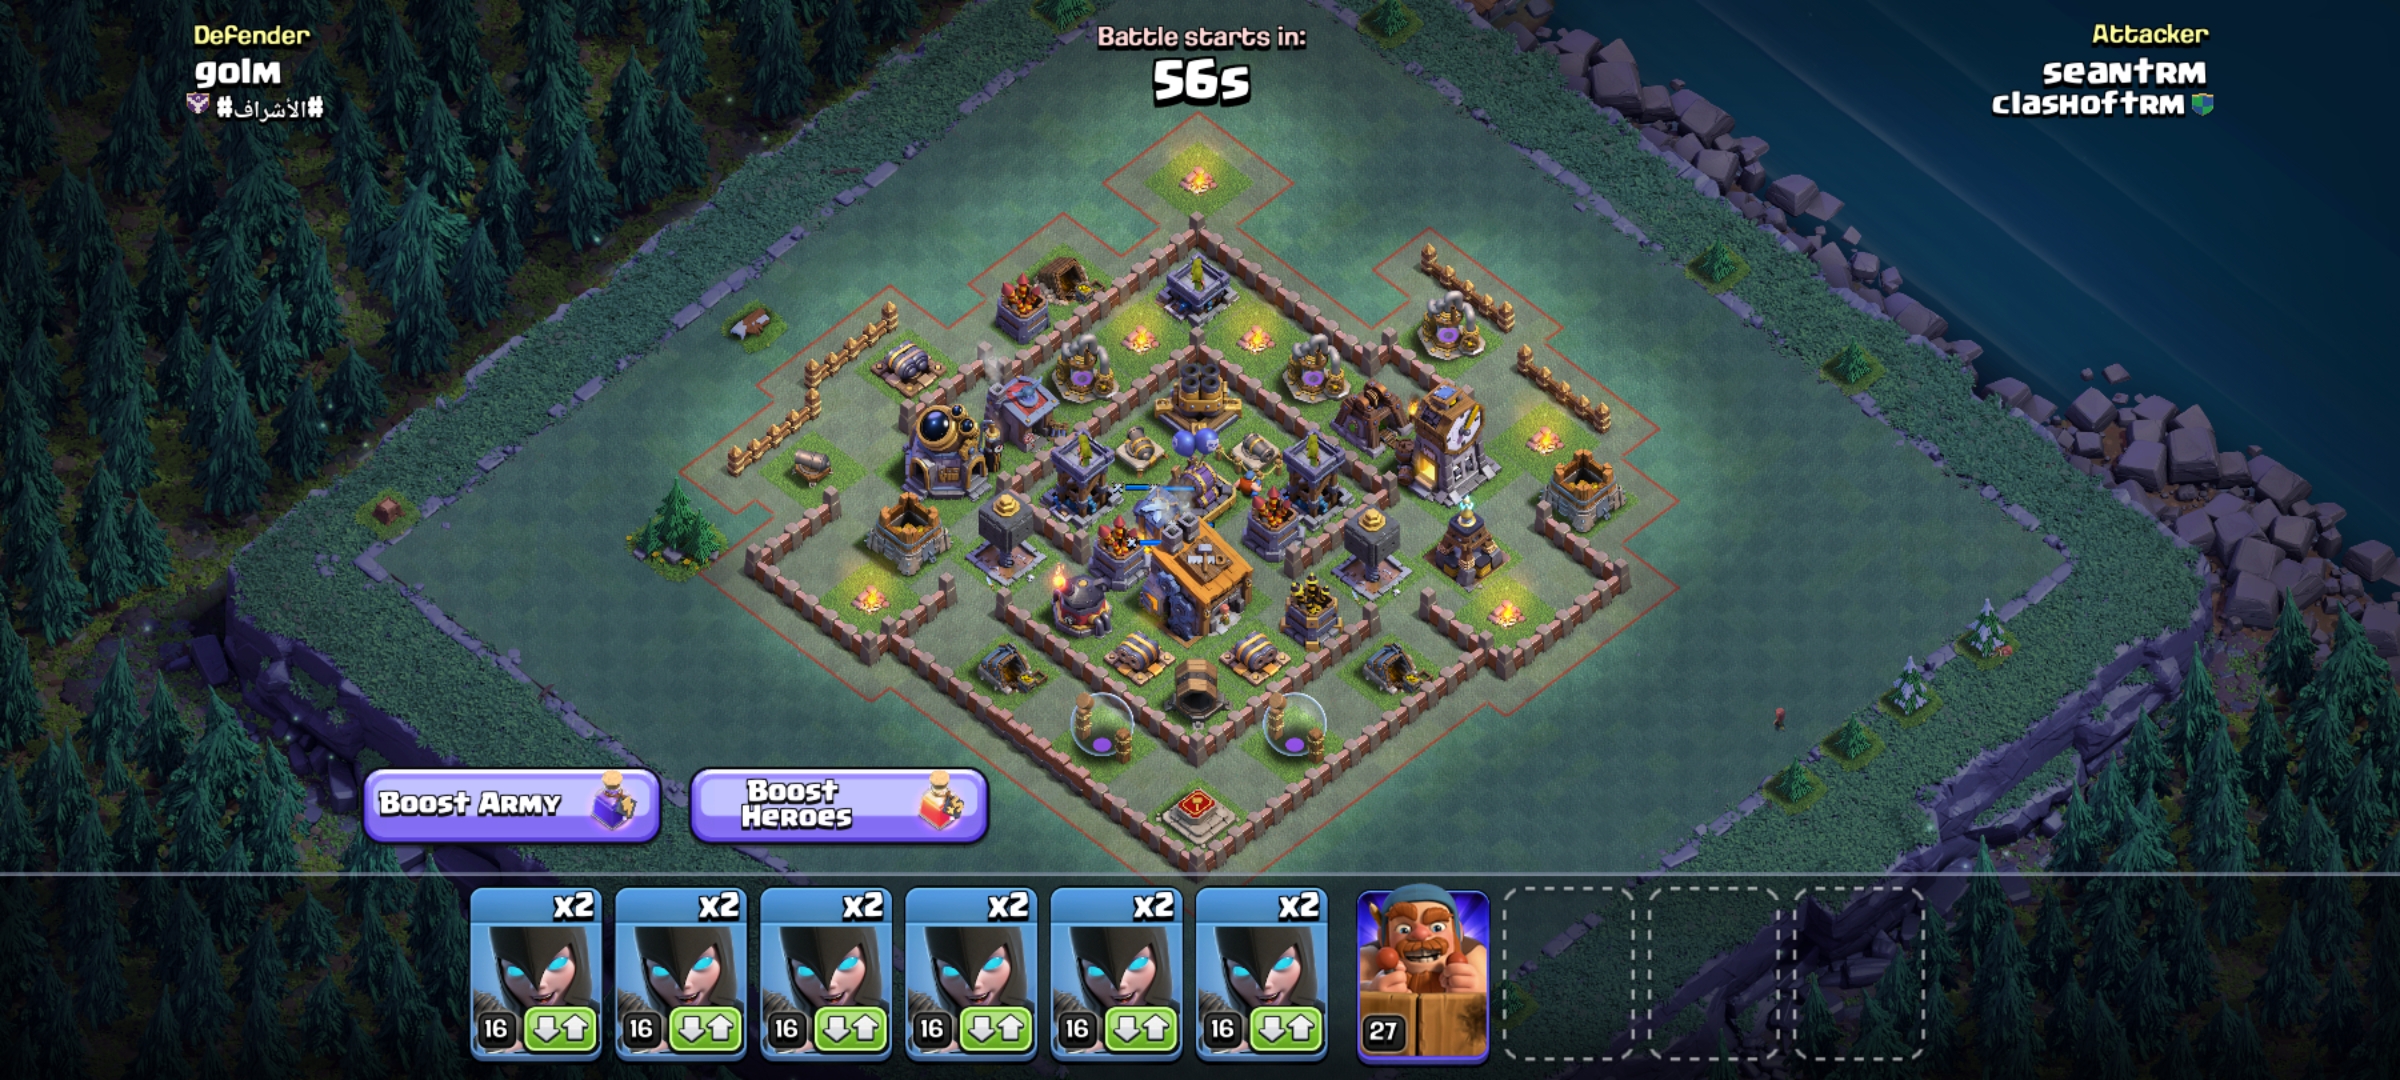 Defender
golm
#الأشراف#
Battle starts in:
56s
Attacker
seantrm
clashoftrm
Boost Army
Boost
Heroes
x2
x2
x2
x2
x2
x2
16
16
16
16
16
16
27